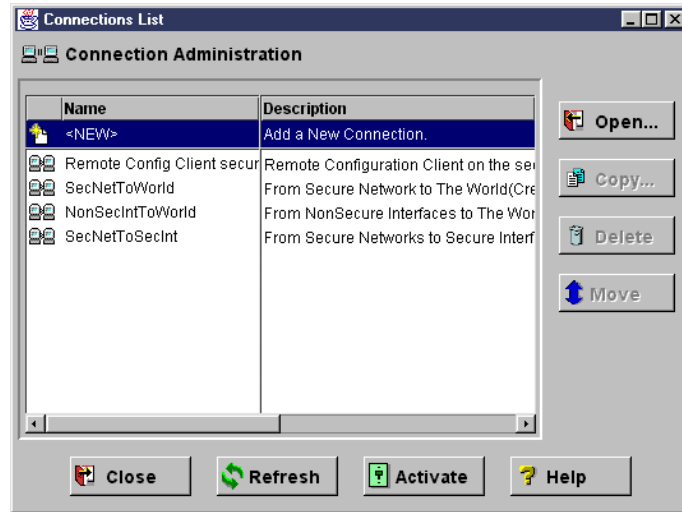 Connections List
Connection Administration
Name Description
<NEW> Add a New Connection.
Remote Config Client secur Remote Configuration Client on the se
SecNetToWorld From Secure Network to The World(Cre
NonSecIntToWorld From NonSecure Interfaces to The Wor
SecNetToSecInt From Secure Networks to Secure Interf
Open...
Copy...
Delete
Move
Close Refresh Activate Help